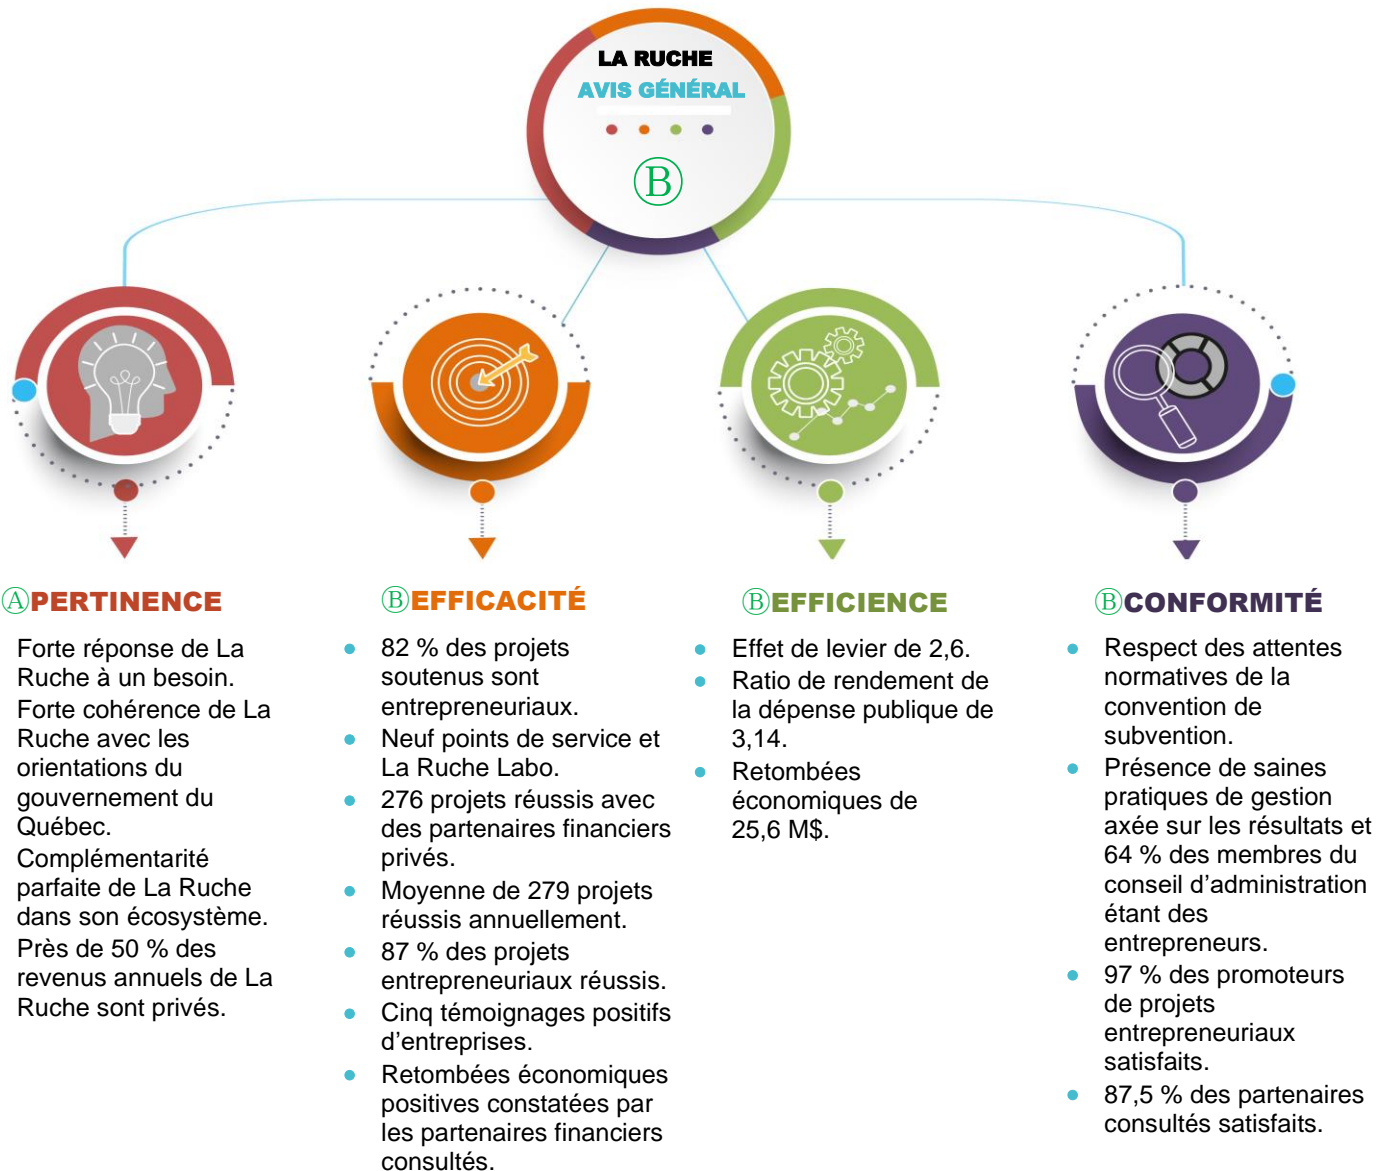 LA RUCHE
AVIS GÉNÉRAL
Ⓑ
ⒶPERTINENCE
Forte réponse de La
Ruche à un besoin.
Forte cohérence de La
Ruche avec les
orientations du
gouvernement du
Québec.
Complémentarité
parfaite de La Ruche
dans son écosystème.
Près de 50 % des
revenus annuels de La
Ruche sont privés.
ⒷEFFICACITÉ
• 82 % des projets
soutenus sont
entrepreneuriaux.
• Neuf points de service et
La Ruche Labo.
• 276 projets réussis avec
des partenaires financiers
privés.
• Moyenne de 279 projets
réussis annuellement.
• 87 % des projets
entrepreneuriaux réussis.
• Cinq témoignages positifs
d’entreprises.
• Retombées économiques
positives constatées par
les partenaires financiers
consultés.
ⒷEFFICIENCE
• Effet de levier de 2,6.
• Ratio de rendement de
la dépense publique de
3,14.
• Retombées
économiques de
25,6 M$.
ⒷCONFORMITÉ
• Respect des attentes
normatives de la
convention de
subvention.
• Présence de saines
pratiques de gestion
axée sur les résultats et
64 % des membres du
conseil d’administration
étant des
entrepreneurs.
• 97 % des promoteurs
de projets
entrepreneuriaux
satisfaits.
• 87,5 % des partenaires
consultés satisfaits.